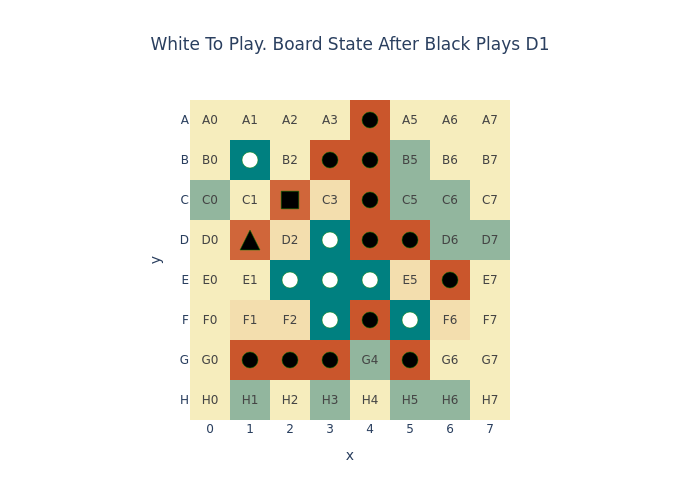 White To Play. Board State After Black Plays D1
A A0 A1 A2 A3 A5 A6 A7
B B0 B2 B5 B6 B7
C C0 C1 C3 C5 C6 C7
D D0 D2 D6 D7
E E0 E1 E5 E7
F F0 F1 F2 F6 F7
G G0 G4 G6 G7
H H0 H1 H2 H3 H4 H5 H6 H7
0 1 2 3 4 5 6 7
x
y